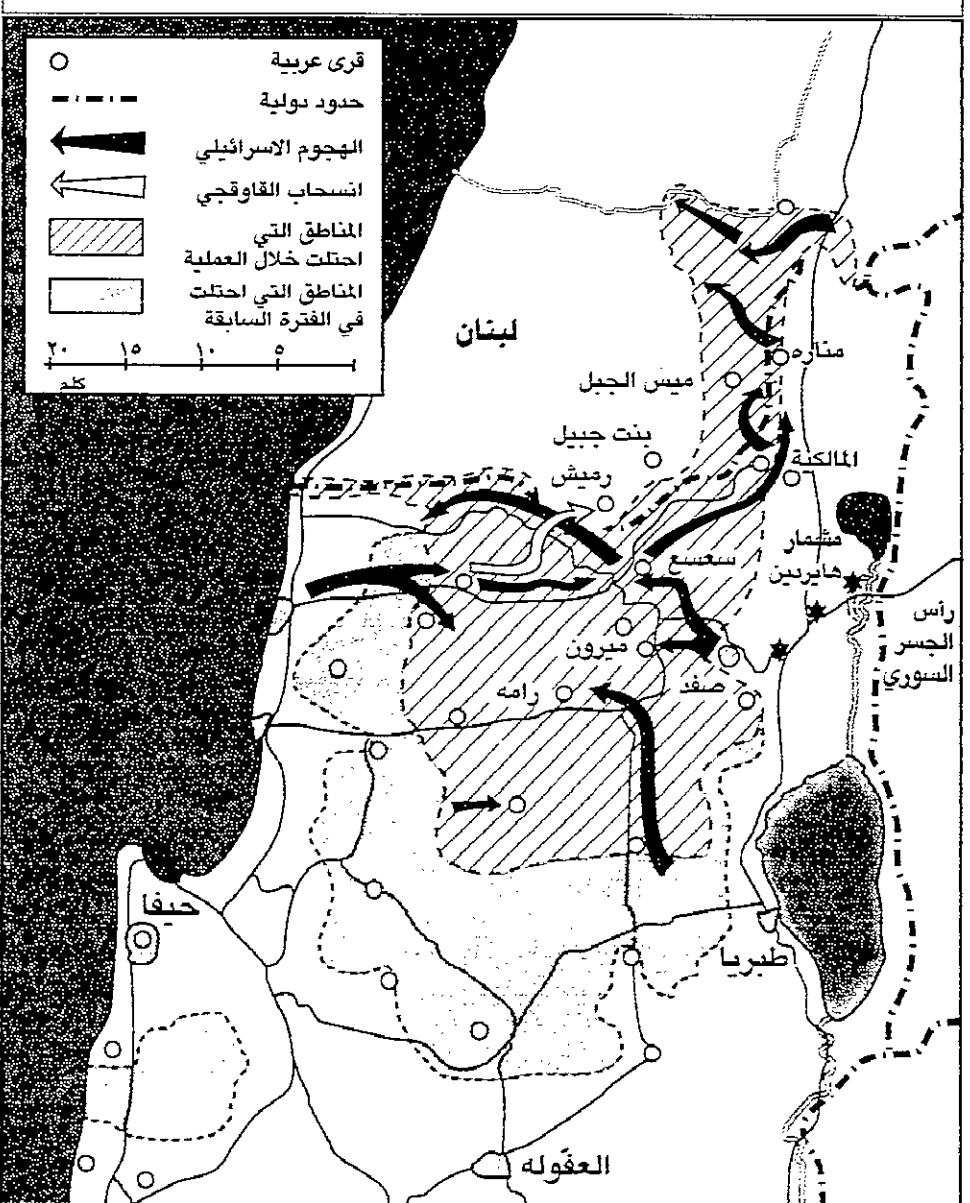 قرى عربية
حدود دولية
الهجوم الاسرائيلي
انسحاب القاوقجي
المناطق التي
احتلت خلال العملية
المناطق التي احتلت
في الفترة السابقة
٢٠ ١٥ ١٠ ٥
كلم
لبنان
مناره
ميس الجبل
بنت جبيل
المالكية
رميش
مشمار
هايردين
سعسع
رأس
الجسر
السوري
ميرون
صفد
رامه
حيفا
طبريا
العفوله